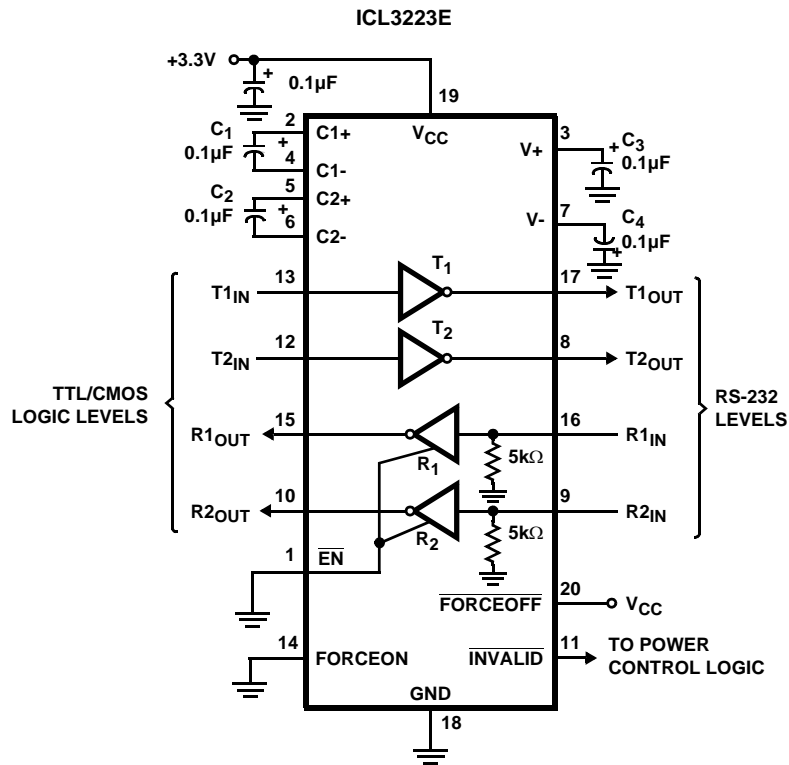 ICL3223E
+3.3V
+
0.1µF
19
VCC
2
C1+
C1
0.1µF
+
4
C1-
5
C2+
C2
0.1µF
+
6
C2-
3
V+
+
C3
0.1µF
7
V-
C4
0.1µF
+
T1IN
13
T1
17
T1OUT
T2IN
12
T2
8
T2OUT
TTL/CMOS
LOGIC LEVELS
RS-232
LEVELS
R1OUT
15
R1
5kΩ
16
R1IN
R2OUT
10
R2
5kΩ
9
R2IN
1
E̅N̅
F̅O̅R̅C̅E̅O̅F̅F̅
20
VCC
14
FORCEON
I̅N̅V̅A̅L̅I̅D̅
11
TO POWER
CONTROL LOGIC
GND
18